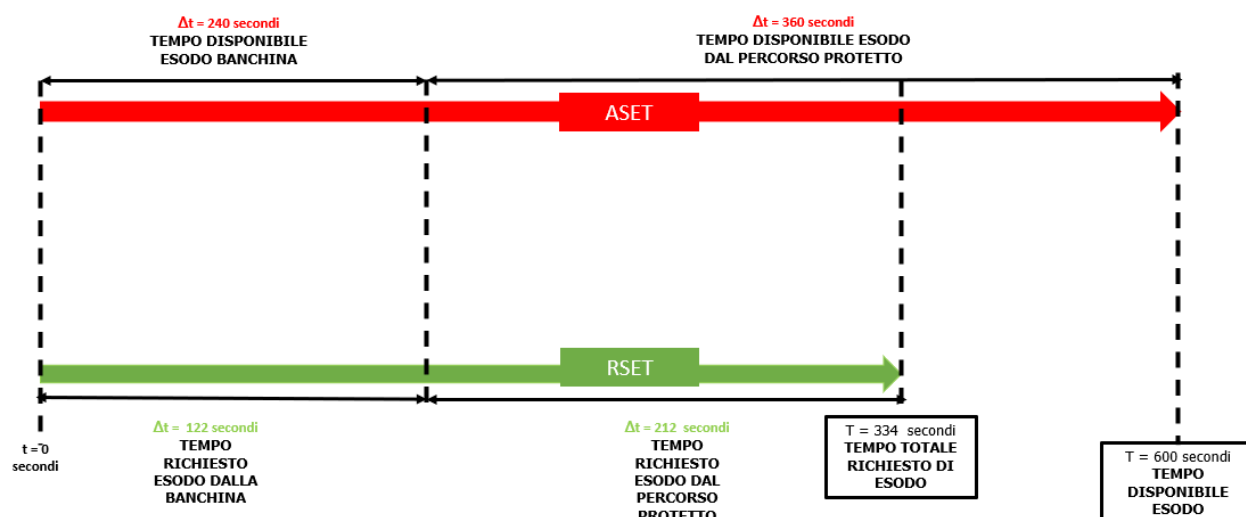 Δt = 240 secondi
TEMPO DISPONIBILE
ESODO BANCHINA
Δt = 360 secondi
TEMPO DISPONIBILE ESODO
DAL PERCORSO PROTETTO
ASET
RSET
t = 0
secondi
Δt = 122 secondi
TEMPO
RICHIESTO
ESODO DALLA
BANCHINA
Δt = 212 secondi
TEMPO
RICHIESTO
ESODO DAL
PERCORSO
PROTETTO
T = 334 secondi
TEMPO TOTALE
RICHIESTO DI
ESODO
T = 600 secondi
TEMPO
DISPONIBILE
ESODO